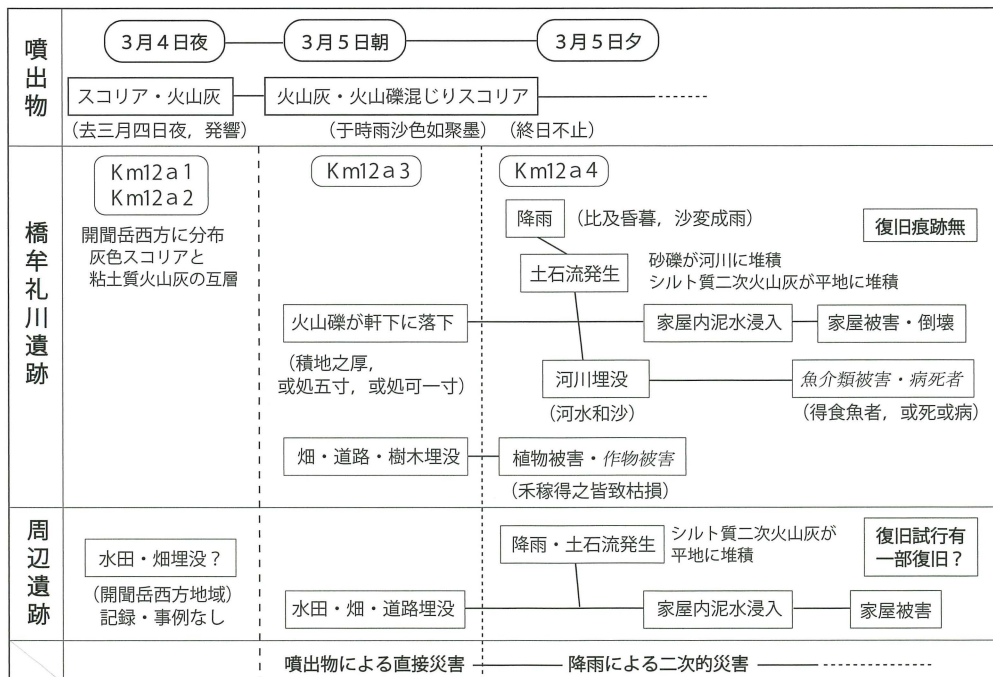 噴出物
3月4日夜
3月5日朝
3月5日夕
スコリア・火山灰
火山灰・火山礫混じりスコリア
(去三月四日夜,発響)
(于時雨沙色如聚墨)
(終日不止)
橋牟礼川遺跡
Km12a1
Km12a2
Km12a3
Km12a4
開聞岳西方に分布
灰色スコリアと
粘土質火山灰の互層
降雨
(比及昏暮,沙変成雨)
復旧痕跡無
土石流発生
砂礫が河川に堆積
シルト質二次火山灰が平地に堆積
火山礫が軒下に落下
家屋内泥水浸入
家屋被害・倒壊
(積地之厚,
或処五寸,或処可一寸)
河川埋没
魚介類被害・病死者
(河水和沙)
(得食魚者,或死或病)
畑・道路・樹木埋没
植物被害・作物被害
(禾稼得之皆致枯損)
周辺遺跡
水田・畑埋没?
(開聞岳西方地域)
記録・事例なし
降雨・土石流発生
シルト質二次火山灰が
平地に堆積
復旧試行有
一部復旧?
水田・畑・道路埋没
家屋内泥水浸入
家屋被害
噴出物による直接災害
降雨による二次的災害